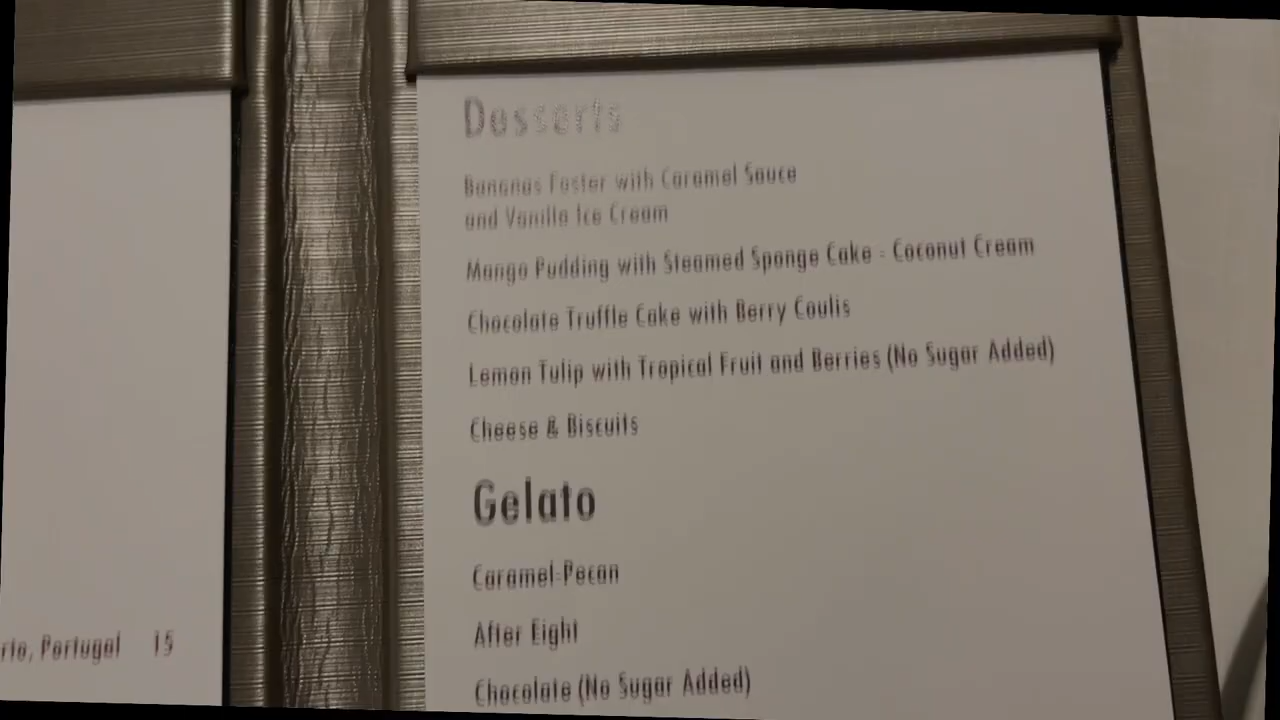 Desserts
Bananas Foster with Caramel Sauce
and Vanilla Ice Cream
Mango Pudding with Steamed Sponge Cake - Coconut Cream
Chocolate Truffle Cake with Berry Coulis
Lemon Tulip with Tropical Fruit and Berries (No Sugar Added)
Cheese & Biscuits
Gelato
Caramel-Pecan
After Eight
Chocolate (No Sugar Added)
Portugal 15